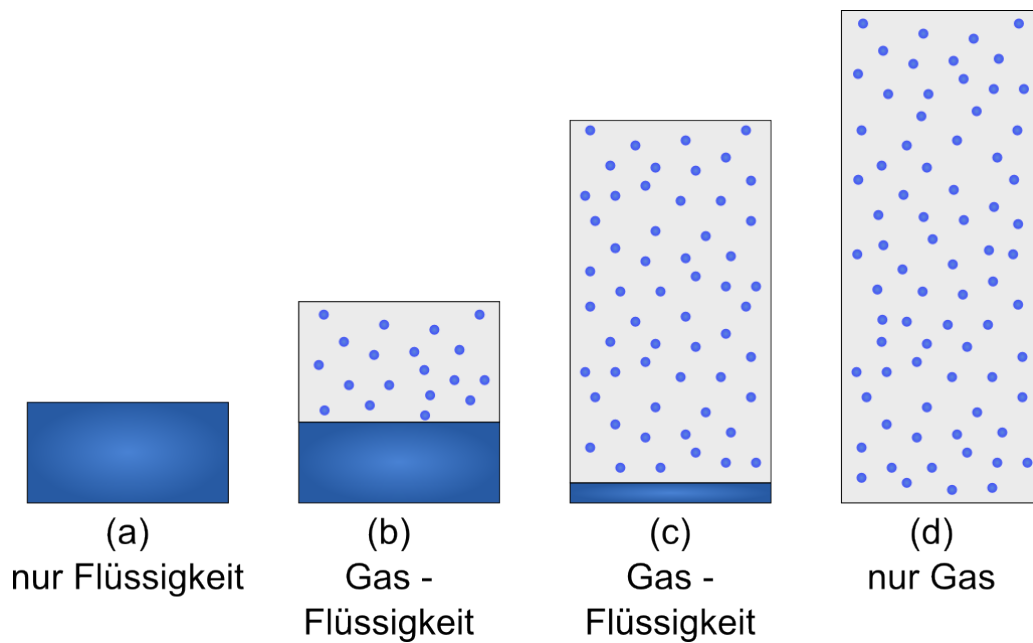 (a)
nur Flüssigkeit
(b)
Gas -
Flüssigkeit
(c)
Gas -
Flüssigkeit
(d)
nur Gas